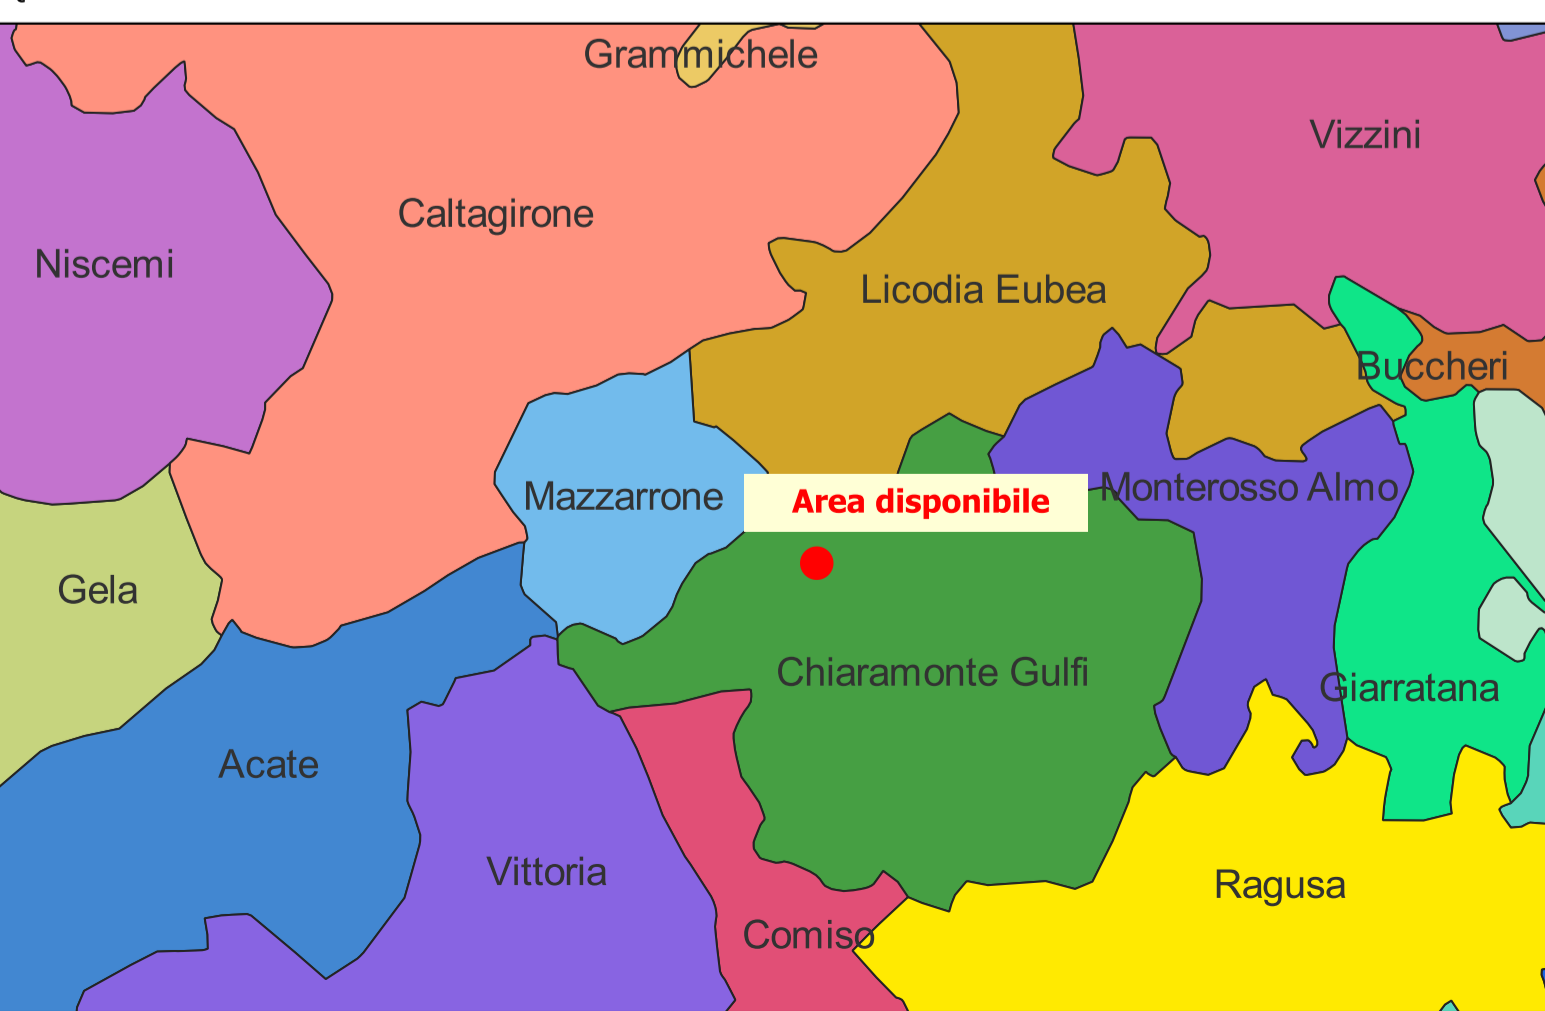 Grammichele
Vizzini
Caltagirone
Niscemi
Licodia Eubea
Buccheri
Mazzarrone
Area disponibile
Monterosso Almo
Gela
Chiaramonte Gulfi
Giarratana
Acate
Vittoria
Ragusa
Comiso